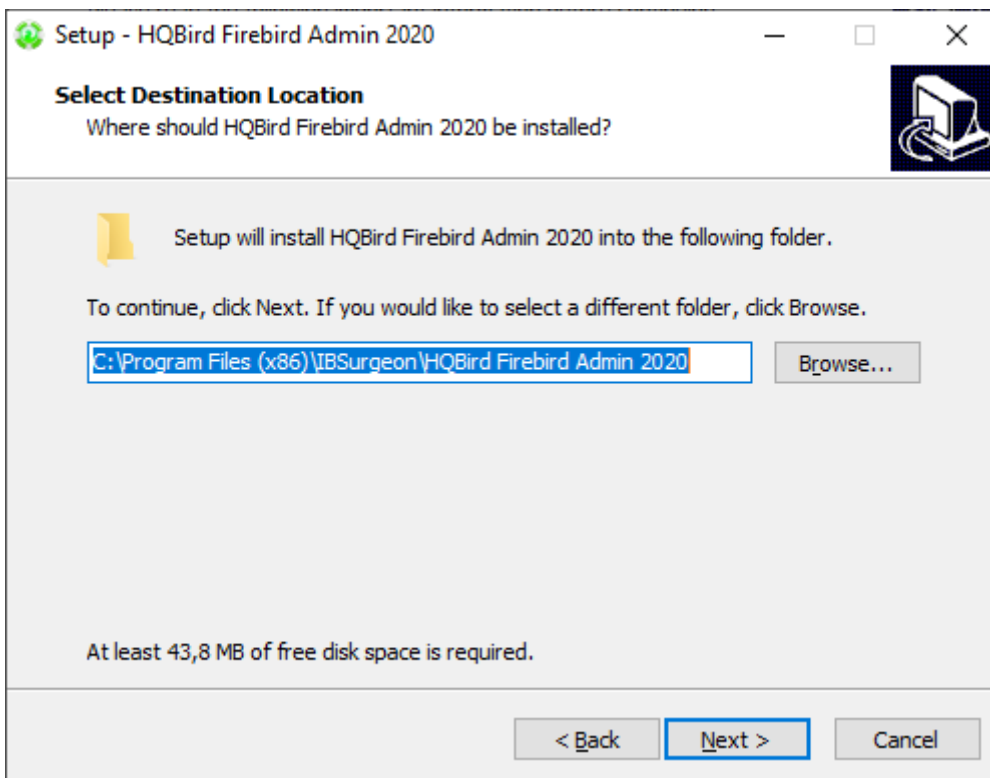 Setup - HQBird Firebird Admin 2020
Select Destination Location
Where should HQBird Firebird Admin 2020 be installed?
Setup will install HQBird Firebird Admin 2020 into the following folder.
To continue, click Next. If you would like to select a different folder, click Browse.
C:\Program Files (x86)\IBSurgeon\HQBird Firebird Admin 2020
Browse...
At least 43,8 MB of free disk space is required.
< Back
Next >
Cancel